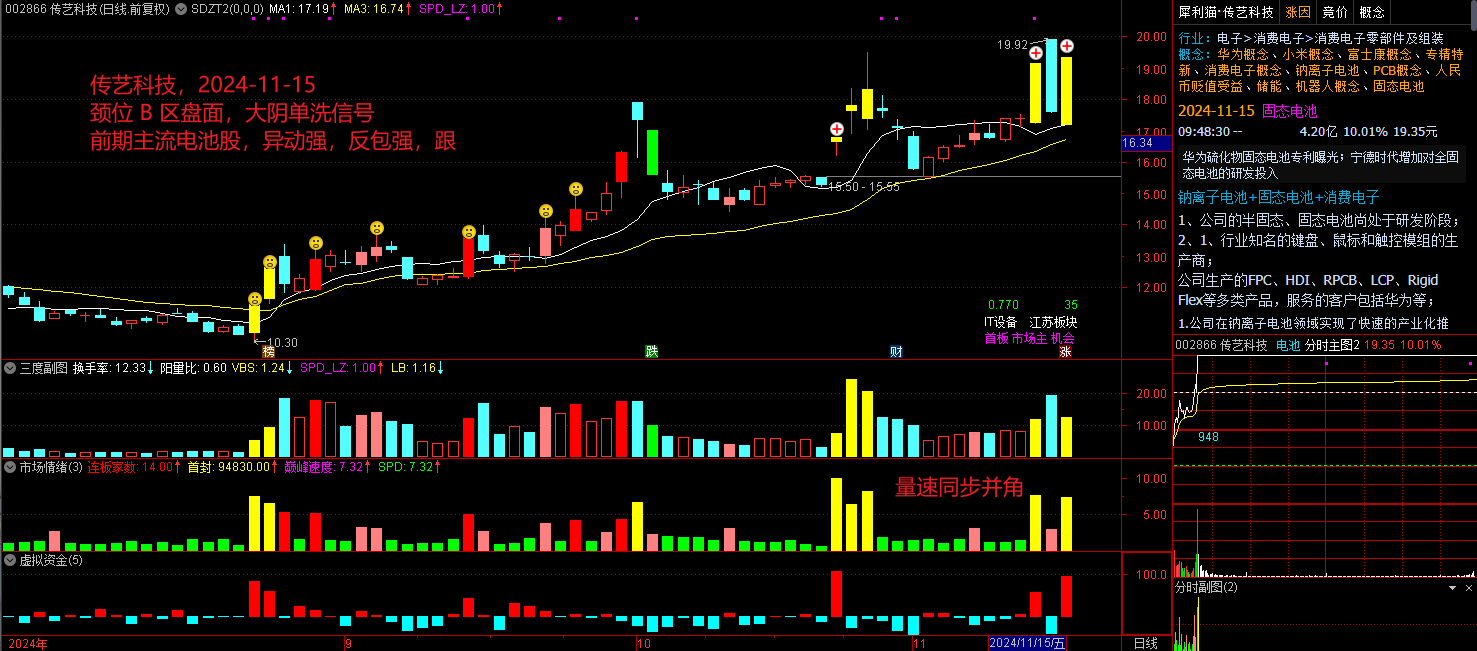 002866 传艺科技(日线.前复权) SDZT2(0,0,0) MA1: 17.19↑ MA3: 16.74↑ SPD_LZ: 1.00↑
传艺科技，2024-11-15
颈位 B 区盘面，大阴单洗信号
前期主流电池股，异动强，反包强，跟
19.92
15.50 - 15.55
10.30
0.770 35
IT设备 江苏板块
首板 市场主 机会
榜 跌 财 涨
20.00
19.00
18.00
17.00
16.34
16.00
15.00
14.00
13.00
12.00
三度副图 换手率: 12.33↓ 阳量比: 0.60 VBS: 1.24↓ SPD_LZ: 1.00↑ LB: 1.16↓
20.00
10.00
市场情绪(3) 连板家数: 14.00↑ 首封: 94830.00↑ 巅峰速度: 7.32↑ SPD: 7.32↑
量速同步并角
10.00
5.00
虚拟资金(5)
100.0
2024年 9 10 11 2024/11/15/五 日线
犀利猫·传艺科技 涨因 竞价 概念
行业：电子>消费电子>消费电子零部件及组装
概念：华为概念、小米概念、富士康概念、专精特
新、消费电子概念、钠离子电池、PCB概念、人民
币贬值受益、储能、机器人概念、固态电池
2024-11-15 固态电池
09:48:30 -- 4.20亿 10.01% 19.35元
华为硫化物固态电池专利曝光；宁德时代增加对全固
态电池的研发投入
钠离子电池+固态电池+消费电子
1、公司的半固态、固态电池尚处于研发阶段；
2、1、行业知名的键盘、鼠标和触控模组的生
产商；
公司生产的FPC、HDI、RPCB、LCP、Rigid
Flex等多类产品，服务的客户包括华为等；
1.公司在钠离子电池领域实现了快速的产业化推
002866 传艺科技 电池 分时主图2 19.35 10.01%
948
分时副图(2)